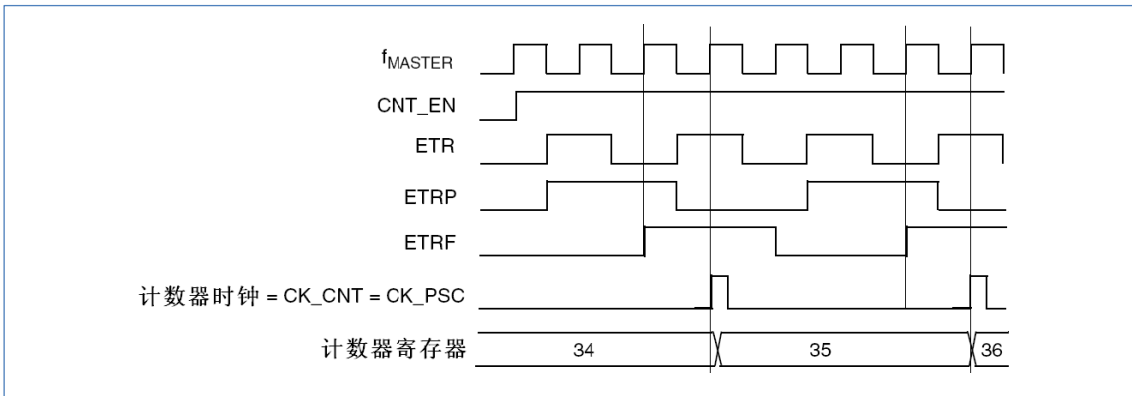 fMASTER
CNT_EN
ETR
ETRP
ETRF
计数器时钟 = CK_CNT = CK_PSC
计数器寄存器 34 35 36